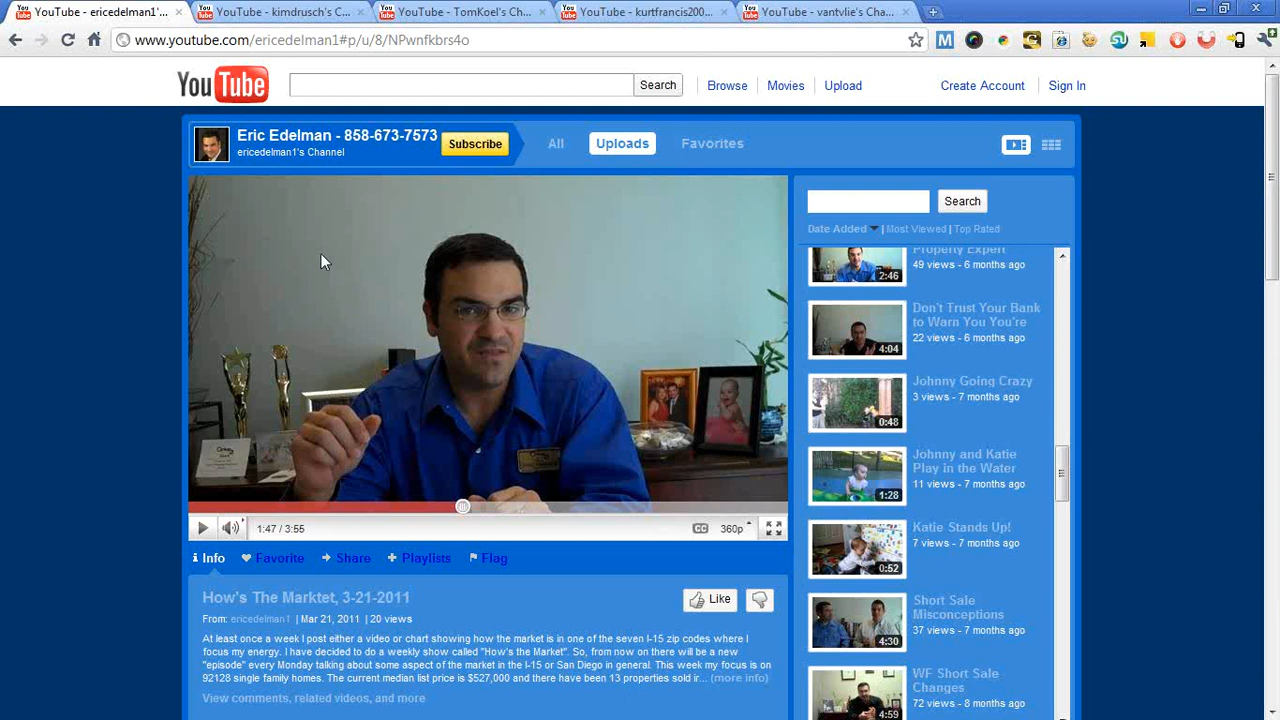 YouTube - ericedelman1'...
YouTube - kimdrusch's C...
YouTube - TomKoel's Ch...
YouTube - kurtfrancis200...
YouTube - vantvlie's Cha...
www.youtube.com/ericedelman1#p/u/8/NPwnfkbrs4o
YouTube
Search
Browse
Movies
Upload
Create Account
Sign In
Eric Edelman - 858-673-7573
ericedelman1's Channel
Subscribe
All
Uploads
Favorites
Search
Date Added | Most Viewed | Top Rated
Property Expert
49 views - 6 months ago
2:46
Don't Trust Your Bank
to Warn You You're
22 views - 6 months ago
4:04
Johnny Going Crazy
3 views - 7 months ago
0:48
Johnny and Katie
Play in the Water
11 views - 7 months ago
1:28
Katie Stands Up!
7 views - 7 months ago
0:52
Short Sale
Misconceptions
37 views - 7 months ago
4:30
WF Short Sale
Changes
72 views - 8 months ago
4:59
1:47 / 3:55
CC
360p
Info
Favorite
Share
Playlists
Flag
How's The Marktet, 3-21-2011
Like
From: ericedelman1 | Mar 21, 2011 | 20 views
At least once a week I post either a video or chart showing how the market is in one of the seven I-15 zip codes where I
focus my energy. I have decided to do a weekly show called "How's the Market". So, from now on there will be a new
"episode" every Monday talking about some aspect of the market in the I-15 or San Diego in general. This week my focus is on
92128 single family homes. The current median list price is $527,000 and there have been 13 properties sold ir... (more info)
View comments, related videos, and more